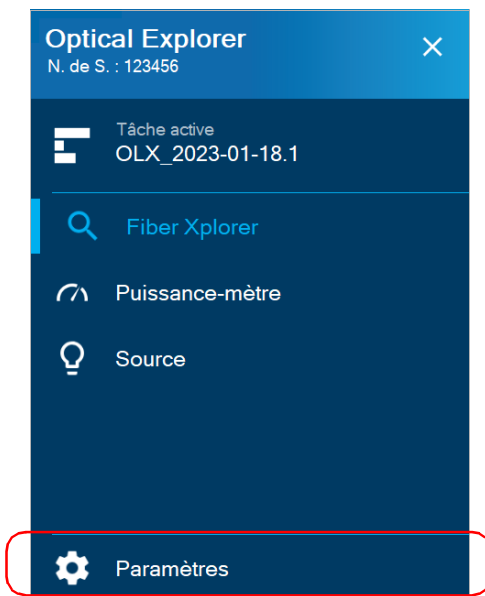 Optical Explorer
N. de S. : 123456
Tâche active
OLX_2023-01-18.1
Fiber Xplorer
Puissance-mètre
Source
Paramètres